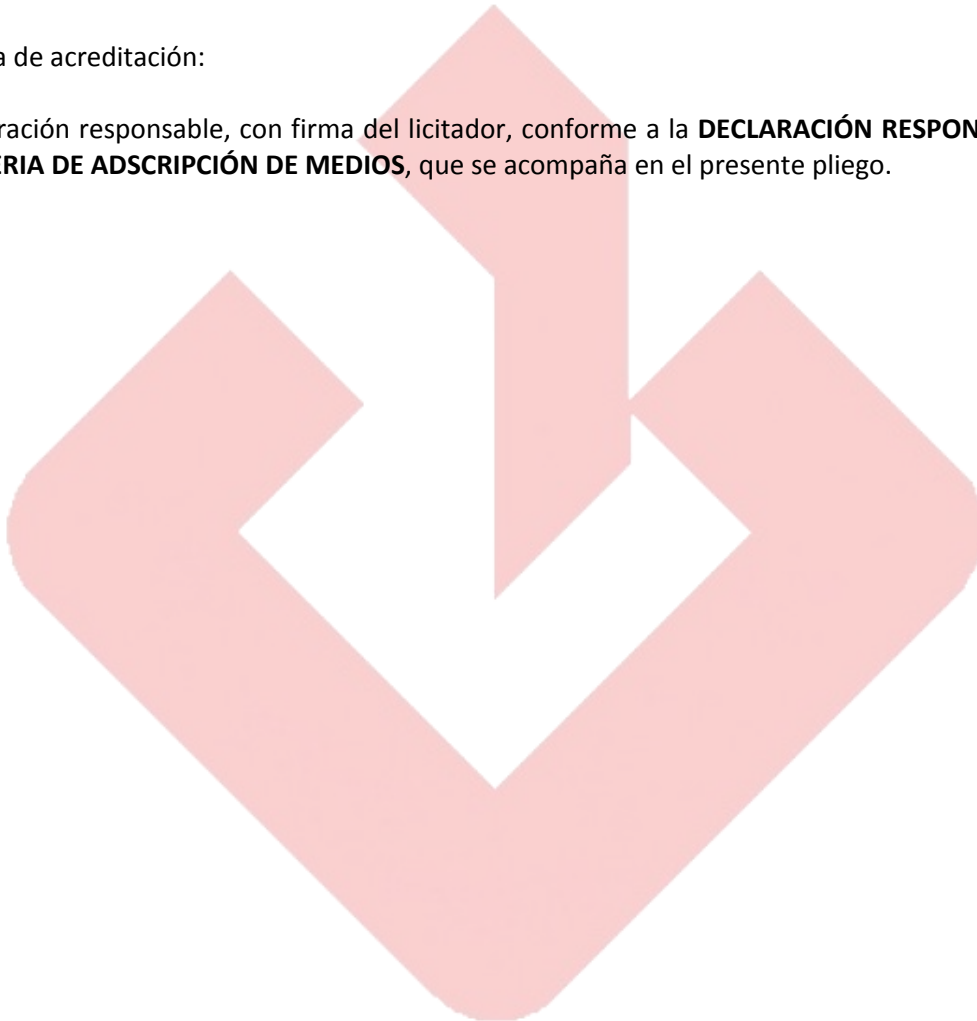 a de acreditación:
ración responsable, con firma del licitador, conforme a la DECLARACIÓN RESPON
ERIA DE ADSCRIPCIÓN DE MEDIOS, que se acompaña en el presente pliego.